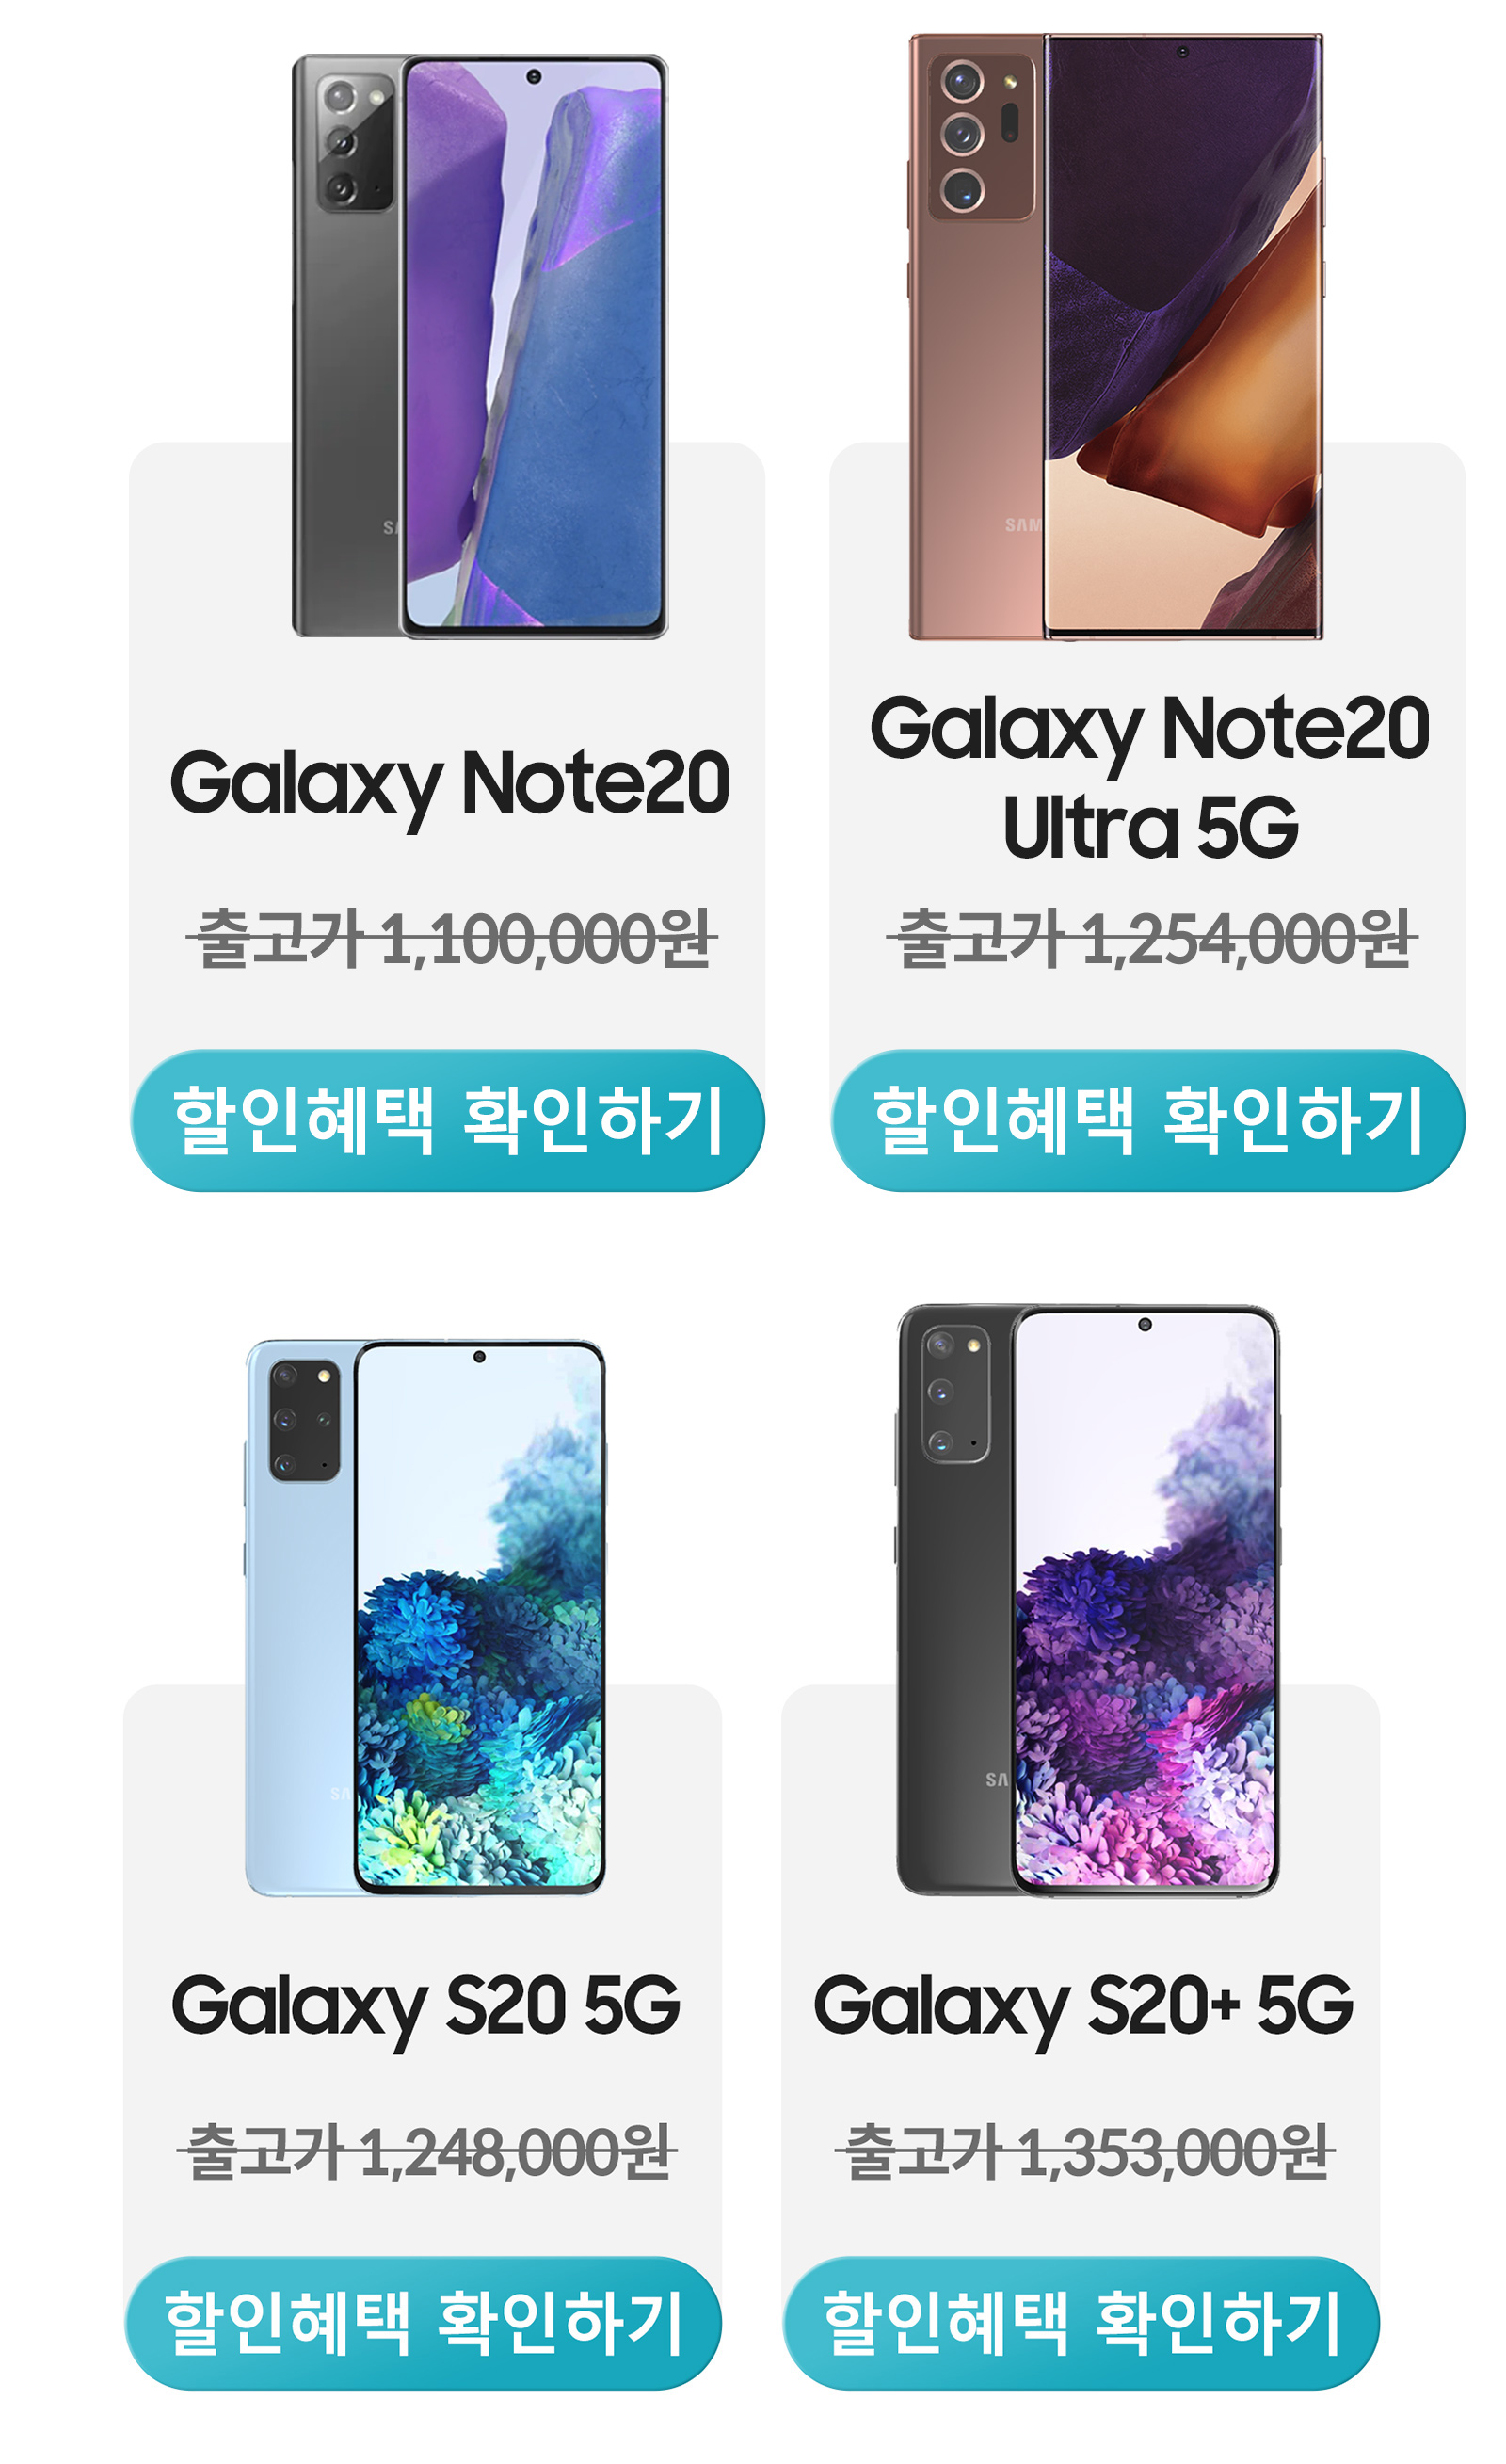 SA
SAM
Galaxy Note20
Galaxy Note20
Ultra 5G
출고가 1,100,000원
출고가 1,254,000원
할인혜택 확인하기
할인혜택 확인하기
SA
SA
Galaxy S20 5G
Galaxy S20+ 5G
출고가 1,248,000원
출고가 1,353,000원
할인혜택 확인하기
할인혜택 확인하기